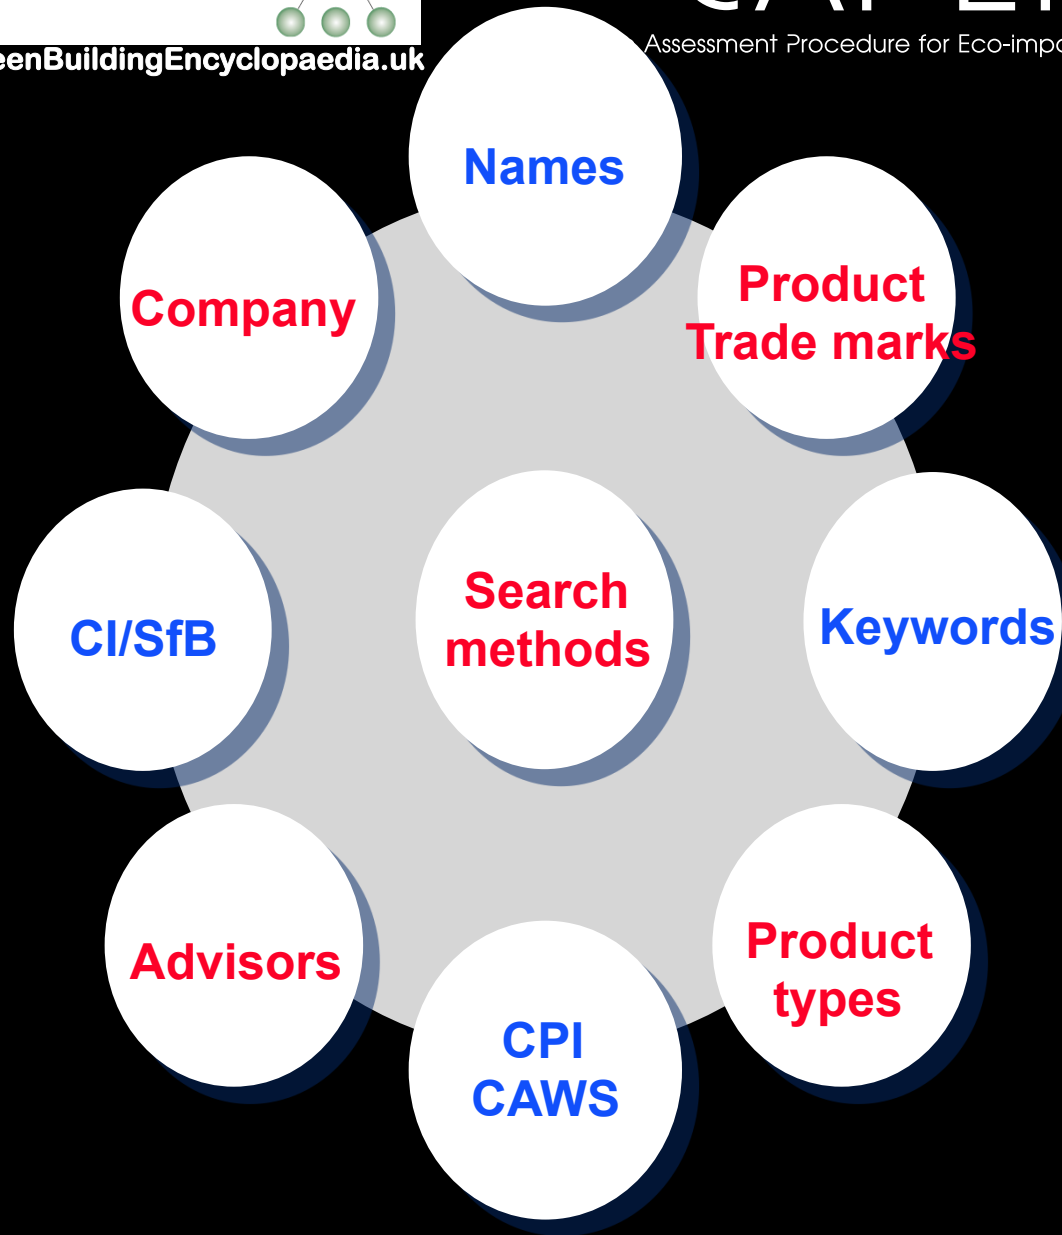 eenBuildingEncyclopaedia.uk
Assessment Procedure for Eco-impa
Names
Company
Product
Trade marks
CI/SfB
Search
methods
Keywords
Advisors
Product
types
CPI
CAWS